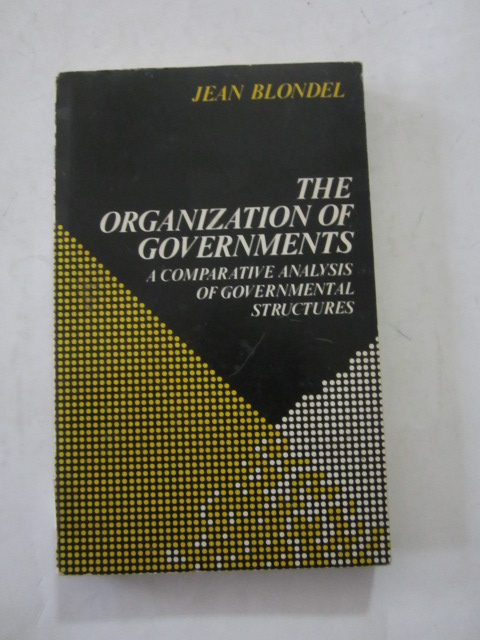 JEAN BLONDEL
THE
ORGANIZATION OF
GOVERNMENTS
A COMPARATIVE ANALYSIS
OF GOVERNMENTAL
STRUCTURES